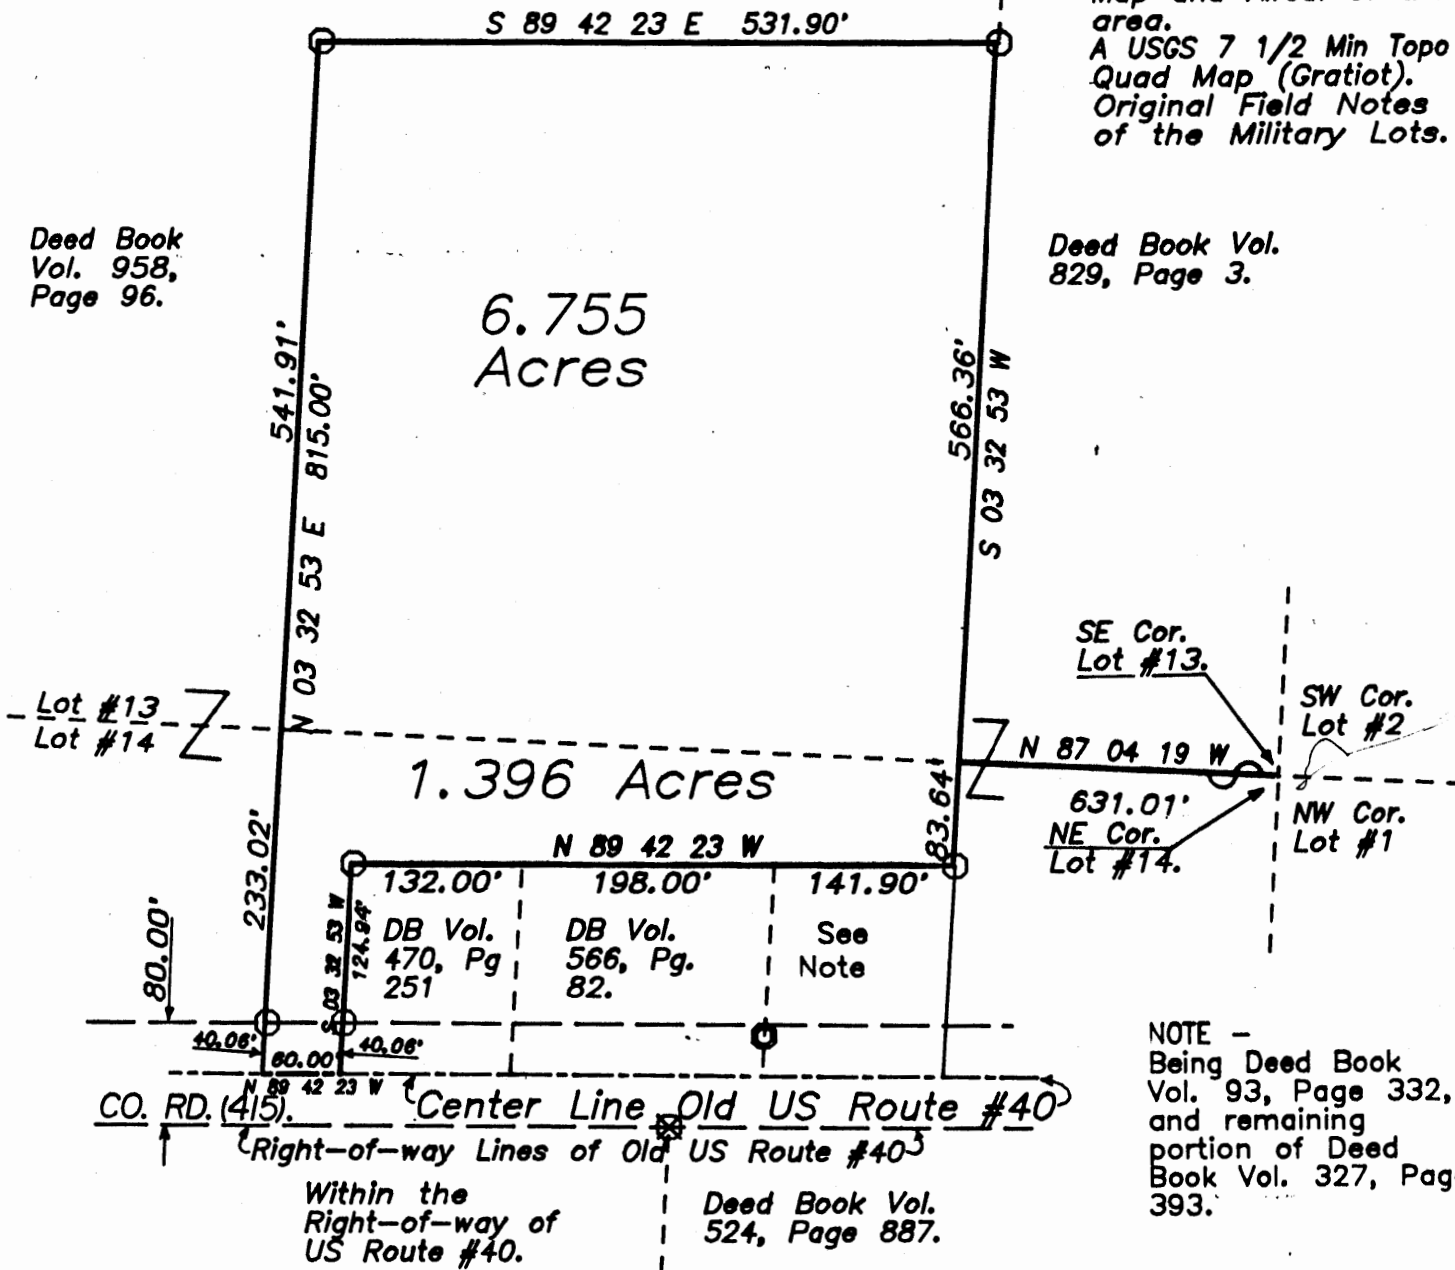 S 89 42 23 E 531.90'
area.
A USGS 7 1/2 Min Topo
Quad Map (Gratiot).
Original Field Notes
of the Military Lots.
Deed Book
Vol. 958,
Page 96.
Deed Book Vol.
829, Page 3.
6.755
Acres
541.91'
N 03 32 53 E 815.00'
566.36'
S 03 32 53 W
SE Cor.
Lot #13.
SW Cor.
Lot #2
Lot #13
Lot #14
N 87 04 19 W
631.01'
NE Cor.
Lot #14.
NW Cor.
Lot #1
1.396 Acres
83.64'
233.02'
N 89 42 23 W
132.00'
198.00'
141.90'
S 03 32 53 W
124.94'
DB Vol.
470, Pg
251
DB Vol.
566, Pg.
82.
See
Note
80.00'
40.06'
60.00'
40.06'
N 89 42 23 W
CO. RD. (415).
Center Line Old US Route #40
Right-of-way Lines of Old US Route #40
Within the
Right-of-way of
US Route #40.
Deed Book Vol.
524, Page 887.
NOTE -
Being Deed Book
Vol. 93, Page 332,
and remaining
portion of Deed
Book Vol. 327, Pag
393.